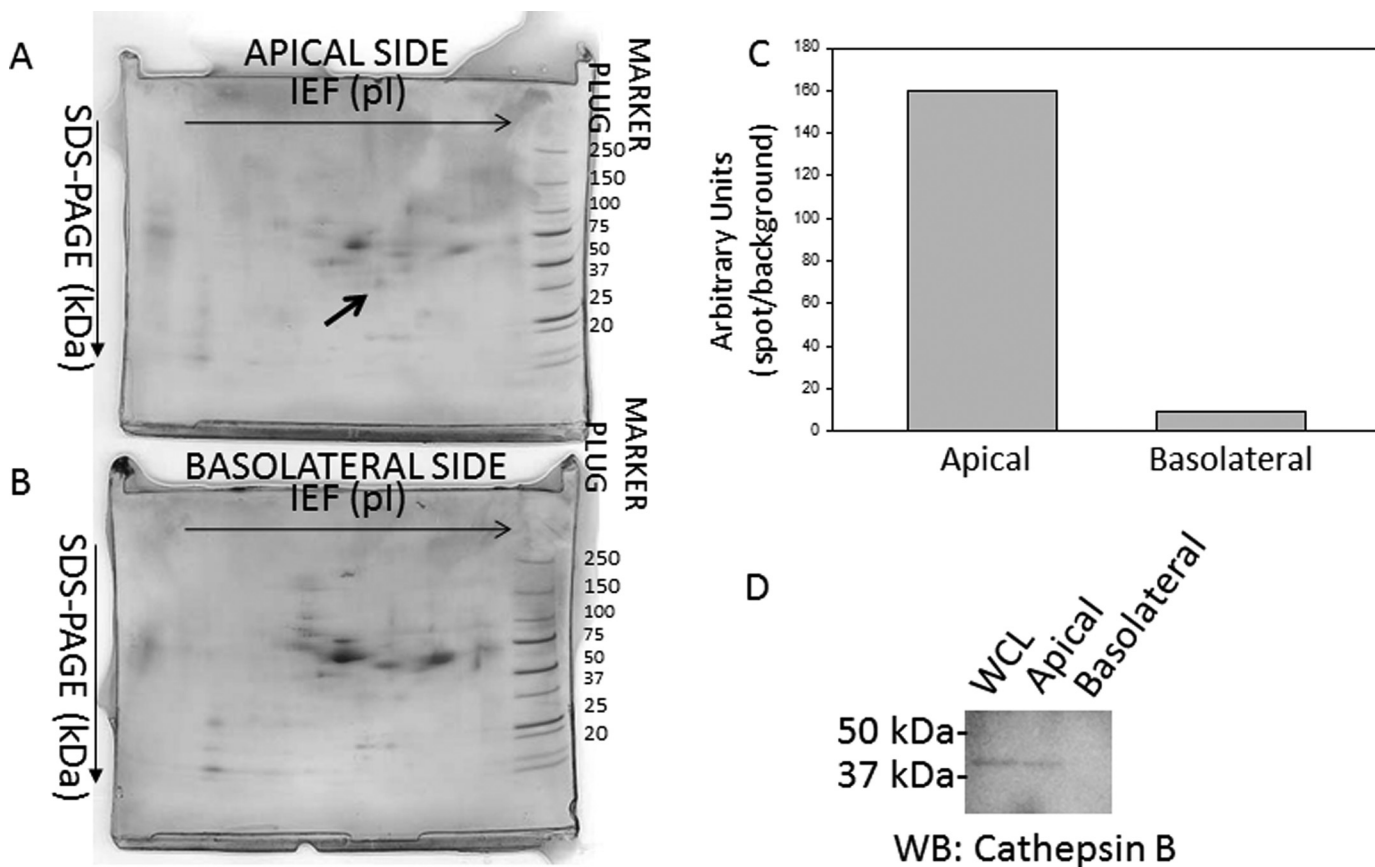 A
APICAL SIDE
IEF (pI)
SDS-PAGE (kDa)
PLUG
MARKER
250
150
100
75
50
37
25
20
B
BASOLATERAL SIDE
IEF (pI)
SDS-PAGE (kDa)
PLUG
MARKER
250
150
100
75
50
37
25
20
C
Arbitrary Units
(spot/background)
180
160
140
120
100
80
60
40
20
0
Apical
Basolateral
D
WCL
Apical
Basolateral
50 kDa-
37 kDa-
WB: Cathepsin B